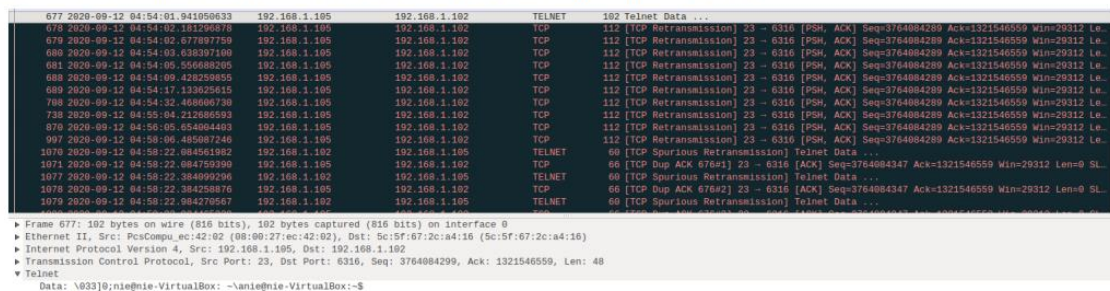 677 2020-09-12 04:54:01.941050633 192.168.1.105 192.168.1.102 TELNET 102 Telnet Data ...
678 2020-09-12 04:54:02.181296878 192.168.1.105 192.168.1.102 TCP 112 [TCP Retransmission] 23 → 6316 [PSH, ACK] Seq=3764084289 Ack=1321546559 Win=29312 Le…
679 2020-09-12 04:54:02.677897759 192.168.1.105 192.168.1.102 TCP 112 [TCP Retransmission] 23 → 6316 [PSH, ACK] Seq=3764084289 Ack=1321546559 Win=29312 Le…
680 2020-09-12 04:54:03.638397100 192.168.1.105 192.168.1.102 TCP 112 [TCP Retransmission] 23 → 6316 [PSH, ACK] Seq=3764084289 Ack=1321546559 Win=29312 Le…
681 2020-09-12 04:54:05.556688205 192.168.1.105 192.168.1.102 TCP 112 [TCP Retransmission] 23 → 6316 [PSH, ACK] Seq=3764084289 Ack=1321546559 Win=29312 Le…
688 2020-09-12 04:54:09.428259855 192.168.1.105 192.168.1.102 TCP 112 [TCP Retransmission] 23 → 6316 [PSH, ACK] Seq=3764084289 Ack=1321546559 Win=29312 Le…
689 2020-09-12 04:54:17.133625615 192.168.1.105 192.168.1.102 TCP 112 [TCP Retransmission] 23 → 6316 [PSH, ACK] Seq=3764084289 Ack=1321546559 Win=29312 Le…
708 2020-09-12 04:54:32.468606730 192.168.1.105 192.168.1.102 TCP 112 [TCP Retransmission] 23 → 6316 [PSH, ACK] Seq=3764084289 Ack=1321546559 Win=29312 Le…
738 2020-09-12 04:55:04.212686593 192.168.1.105 192.168.1.102 TCP 112 [TCP Retransmission] 23 → 6316 [PSH, ACK] Seq=3764084289 Ack=1321546559 Win=29312 Le…
870 2020-09-12 04:56:05.654004403 192.168.1.105 192.168.1.102 TCP 112 [TCP Retransmission] 23 → 6316 [PSH, ACK] Seq=3764084289 Ack=1321546559 Win=29312 Le…
997 2020-09-12 04:58:06.485087246 192.168.1.105 192.168.1.102 TCP 112 [TCP Retransmission] 23 → 6316 [PSH, ACK] Seq=3764084289 Ack=1321546559 Win=29312 Le…
1070 2020-09-12 04:58:22.084561982 192.168.1.102 192.168.1.105 TELNET 60 [TCP Spurious Retransmission] Telnet Data ...
1071 2020-09-12 04:58:22.084759390 192.168.1.105 192.168.1.102 TCP 66 [TCP Dup ACK 676#1] 23 → 6316 [ACK] Seq=3764084347 Ack=1321546559 Win=29312 Len=0 SL…
1077 2020-09-12 04:58:22.384099296 192.168.1.102 192.168.1.105 TELNET 60 [TCP Spurious Retransmission] Telnet Data ...
1078 2020-09-12 04:58:22.384258876 192.168.1.105 192.168.1.102 TCP 66 [TCP Dup ACK 676#2] 23 → 6316 [ACK] Seq=3764084347 Ack=1321546559 Win=29312 Len=0 SL…
1079 2020-09-12 04:58:22.984270567 192.168.1.102 192.168.1.105 TELNET 60 [TCP Spurious Retransmission] Telnet Data ...
Frame 677: 102 bytes on wire (816 bits), 102 bytes captured (816 bits) on interface 0
Ethernet II, Src: PcsCompu_ec:42:02 (08:00:27:ec:42:02), Dst: 5c:5f:67:2c:a4:16 (5c:5f:67:2c:a4:16)
Internet Protocol Version 4, Src: 192.168.1.105, Dst: 192.168.1.102
Transmission Control Protocol, Src Port: 23, Dst Port: 6316, Seq: 3764084299, Ack: 1321546559, Len: 48
Telnet
Data: \033]0;nie@nie-VirtualBox: ~\anie@nie-VirtualBox:~$